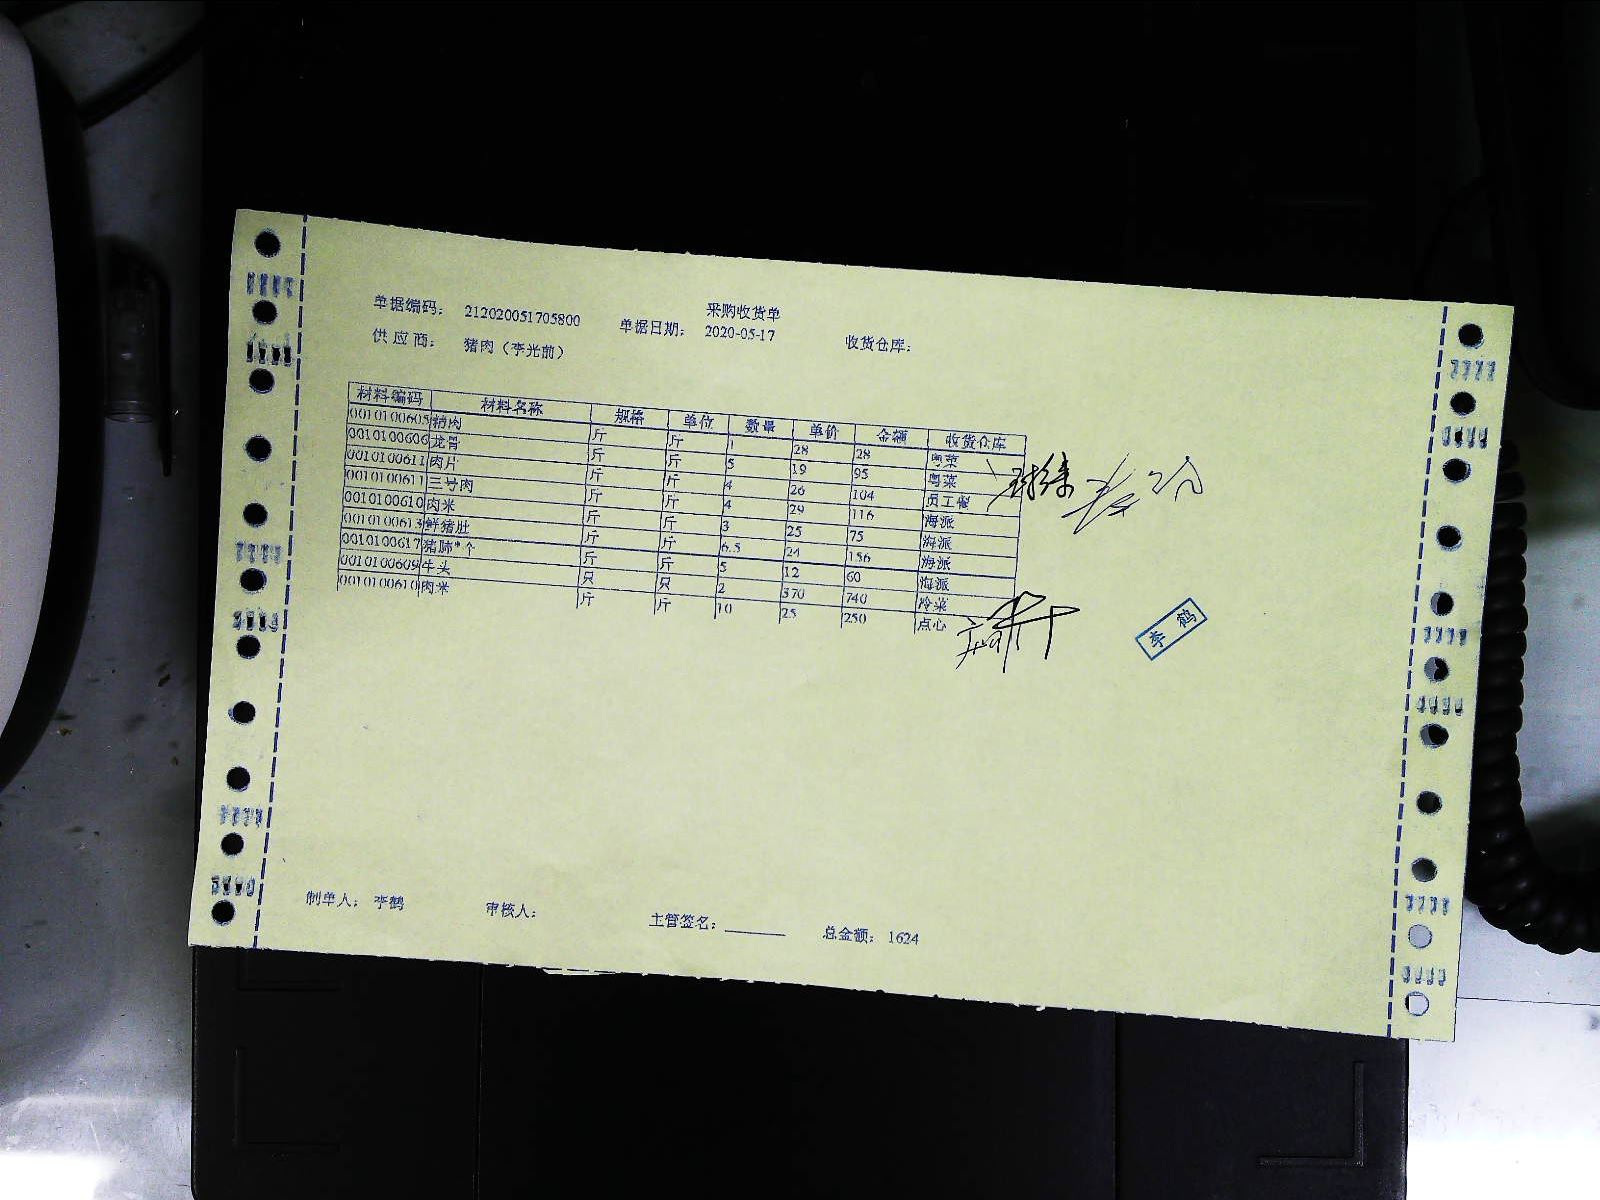 采购收货单
单据编码： 212020051705800 单据日期： 2020-05-17 收货仓库：
供 应 商： 猪肉（李光前）
材料编码 材料名称 规格 单位 数量 单价 金额 收货仓库
0010100605 精肉 斤 斤 1 28 28 粤菜
0010100606 龙骨 斤 斤 5 19 95 粤菜
0010100611 肉片 斤 斤 4 26 104 员工餐
0010100611 三号肉 斤 斤 4 29 116 海派
0010100610 肉米 斤 斤 3 25 75 海派
0010100613 鲜猪肚 斤 斤 6.5 24 156 海派
0010100617 猪肺*个 斤 斤 5 12 60 海派
0010100609 牛头 只 只 2 370 740 冷菜
0010100610 肉米 斤 斤 10 25 250 点心
李 鹤
制单人： 李鹤 审核人： 主管签名： 总金额： 1624